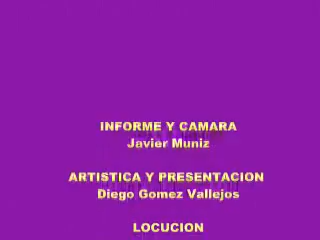 INFORME Y CAMARA
Javier Muniz
ARTISTICA Y PRESENTACION
Diego Gomez Vallejos
LOCUCION